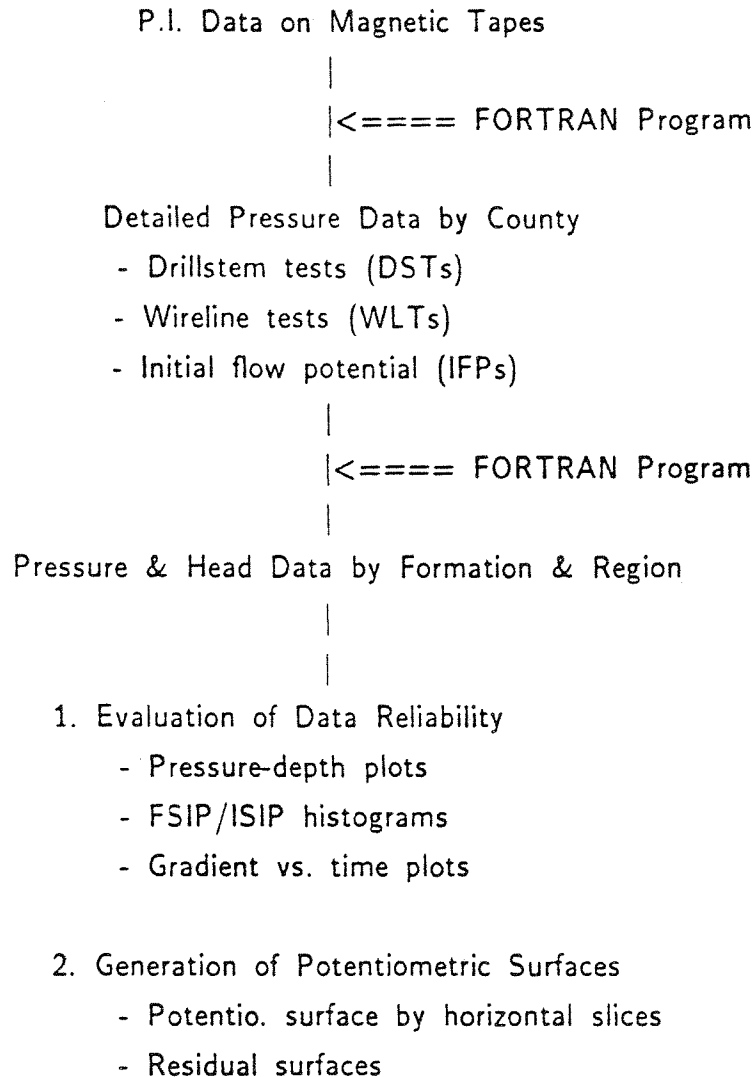 P.I. Data on Magnetic Tapes
|
|<==== FORTRAN Program
|
Detailed Pressure Data by County
- Drillstem tests (DSTs)
- Wireline tests (WLTs)
- Initial flow potential (IFPs)
|
|<==== FORTRAN Program
|
Pressure & Head Data by Formation & Region
|
|
1. Evaluation of Data Reliability
- Pressure-depth plots
- FSIP/ISIP histograms
- Gradient vs. time plots
2. Generation of Potentiometric Surfaces
- Potentio. surface by horizontal slices
- Residual surfaces